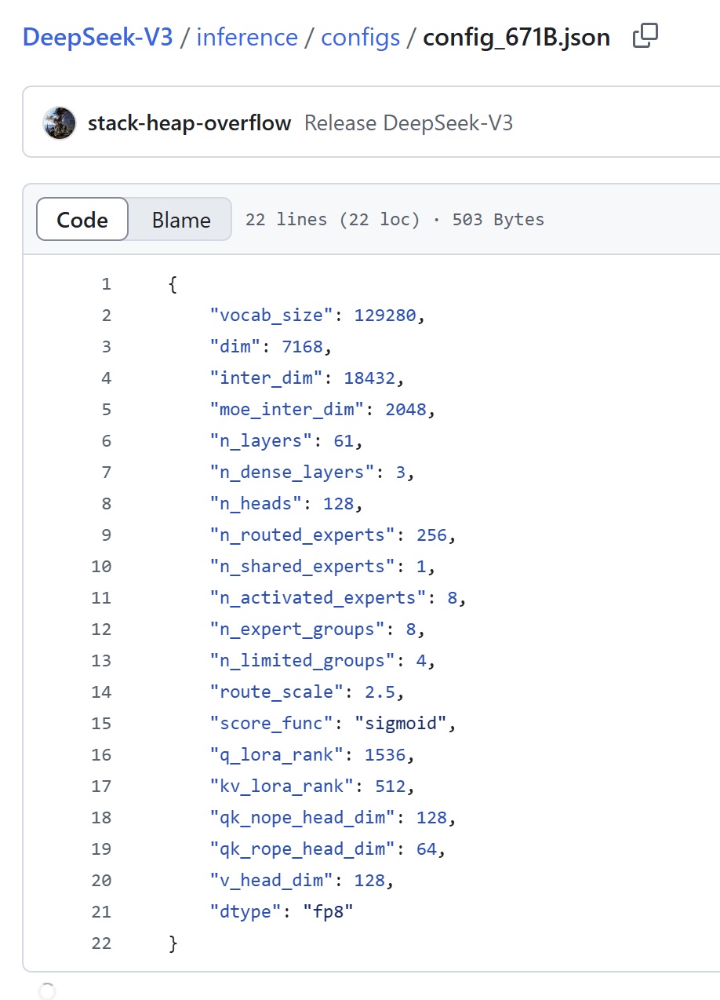 DeepSeek-V3 / inference / configs / config_671B.json
stack-heap-overflow Release DeepSeek-V3
Code Blame 22 lines (22 loc) · 503 Bytes
1 {
2 "vocab_size": 129280,
3 "dim": 7168,
4 "inter_dim": 18432,
5 "moe_inter_dim": 2048,
6 "n_layers": 61,
7 "n_dense_layers": 3,
8 "n_heads": 128,
9 "n_routed_experts": 256,
10 "n_shared_experts": 1,
11 "n_activated_experts": 8,
12 "n_expert_groups": 8,
13 "n_limited_groups": 4,
14 "route_scale": 2.5,
15 "score_func": "sigmoid",
16 "q_lora_rank": 1536,
17 "kv_lora_rank": 512,
18 "qk_nope_head_dim": 128,
19 "qk_rope_head_dim": 64,
20 "v_head_dim": 128,
21 "dtype": "fp8"
22 }